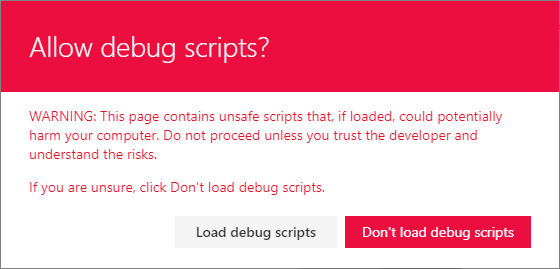 Allow debug scripts?
WARNING: This page contains unsafe scripts that, if loaded, could potentially
harm your computer. Do not proceed unless you trust the developer and
understand the risks.
If you are unsure, click Don't load debug scripts.
Load debug scripts
Don't load debug scripts